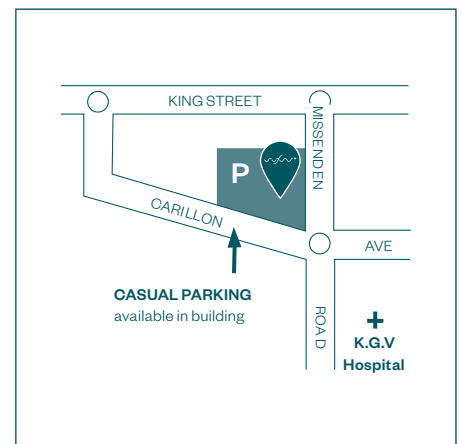 KING STREET
MISSENDEN
P
CARILLON
AVE
CASUAL PARKING
available in building
ROAD
K.G.V
Hospital